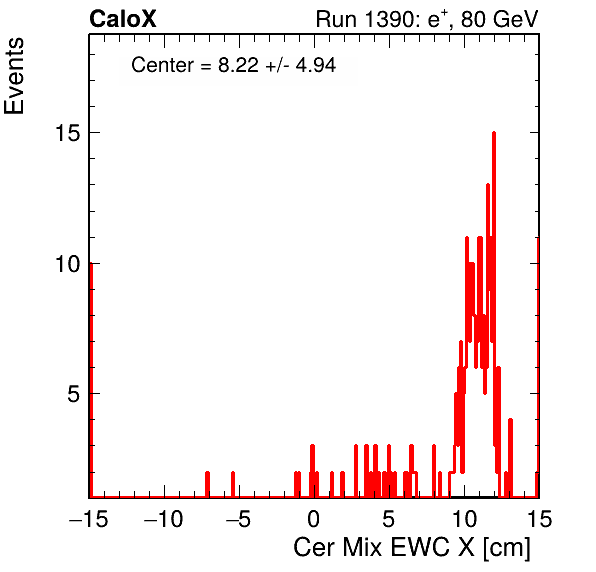 CaloX Run 1390: e⁺, 80 GeV
Events
Center = 8.22 +/- 4.94
15
10
5
−15 −10 −5 0 5 10 15
Cer Mix EWC X [cm]